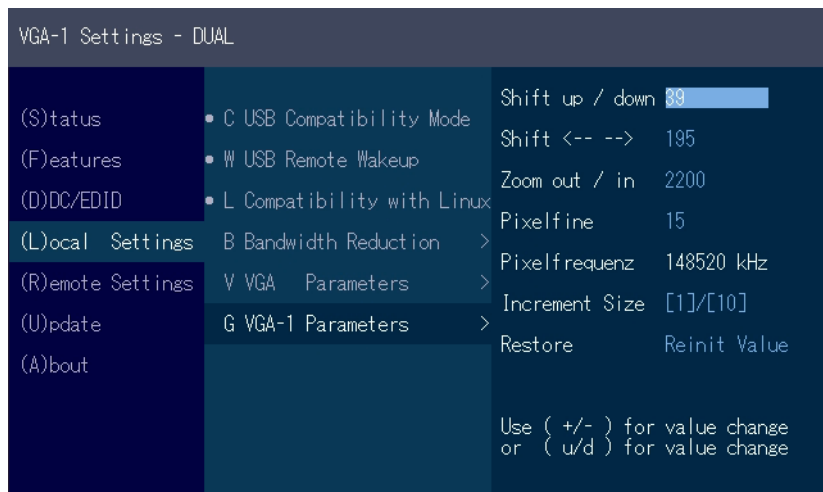 VGA-1 Settings - DUAL
(S)tatus
(F)eatures
(D)DC/EDID
(L)ocal Settings
(R)emote Settings
(U)pdate
(A)bout
• C USB Compatibility Mode
• W USB Remote Wakeup
• L Compatibility with Linux
B Bandwidth Reduction >
V VGA Parameters >
G VGA-1 Parameters >
Shift up / down 39
Shift <-- --> 195
Zoom out / in 2200
Pixelfine 15
Pixelfrequenz 148520 kHz
Increment Size [1]/[10]
Restore Reinit Value
Use ( +/- ) for value change
or ( u/d ) for value change